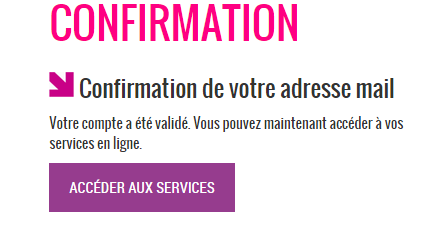 CONFIRMATION
Confirmation de votre adresse mail
Votre compte a été validé. Vous pouvez maintenant accéder à vos
services en ligne.
ACCÉDER AUX SERVICES